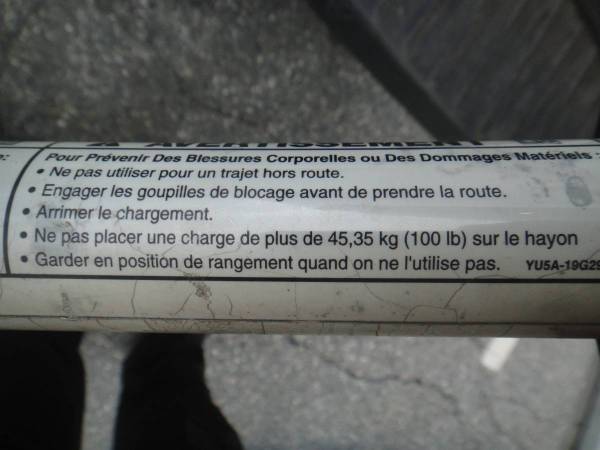 AVERTISSEMENT
Pour Prévenir Des Blessures Corporelles ou Des Dommages Matériels :
• Ne pas utiliser pour un trajet hors route.
• Engager les goupilles de blocage avant de prendre la route.
• Arrimer le chargement.
• Ne pas placer une charge de plus de 45,35 kg (100 lb) sur le hayon
• Garder en position de rangement quand on ne l'utilise pas. YU5A-19G29